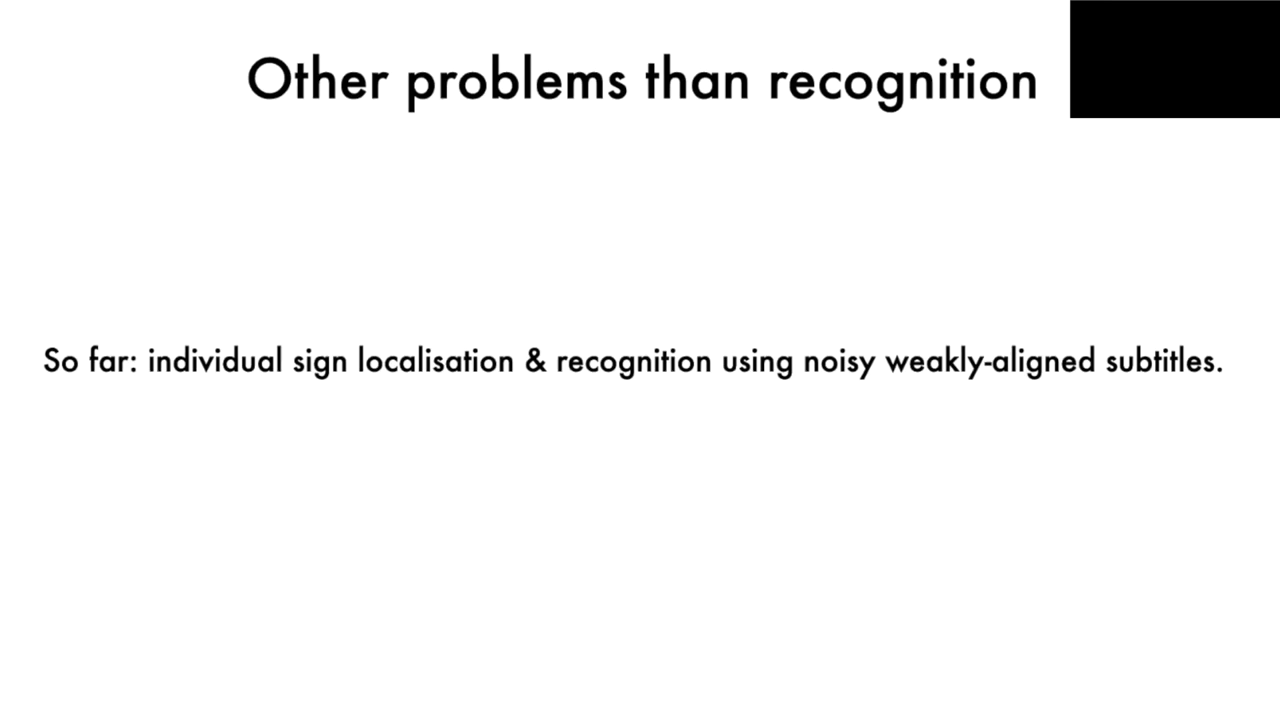 Other problems than recognition
So far: individual sign localisation & recognition using noisy weakly-aligned subtitles.